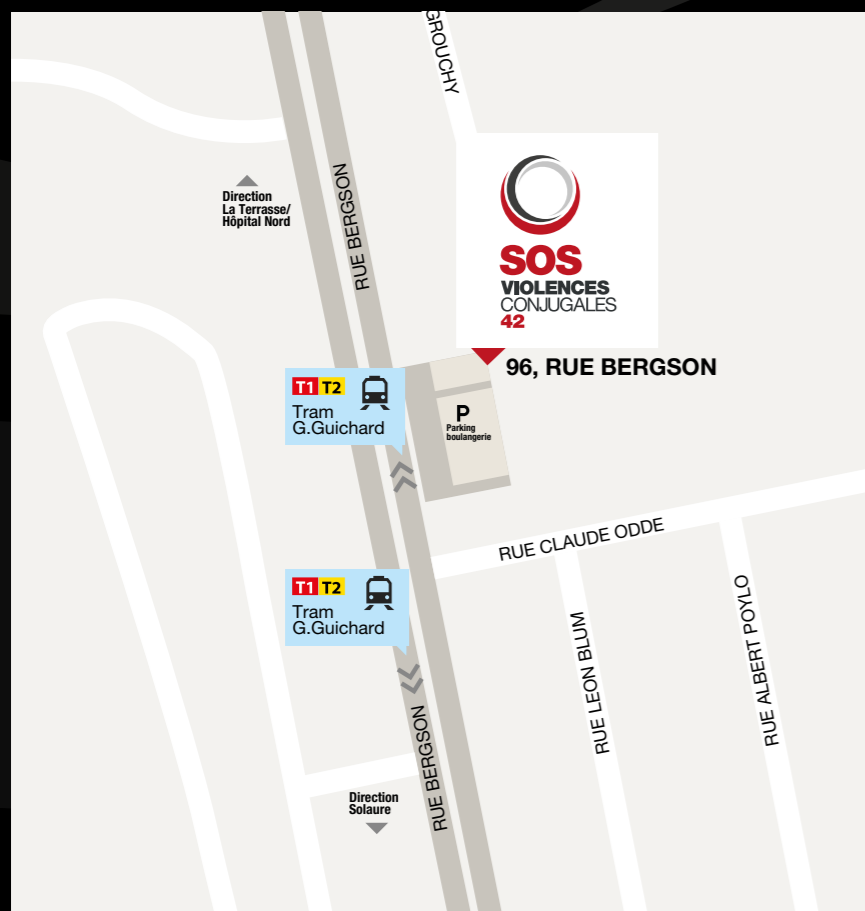 GROUCHY
RUE BERGSON
Direction
La Terrasse/
Hôpital Nord
SOS
VIOLENCES
CONJUGALES
42
96, RUE BERGSON
T1 T2
Tram
G.Guichard
P
Parking
boulangerie
RUE CLAUDE ODDE
T1 T2
Tram
G.Guichard
RUE LEON BLUM
RUE ALBERT POYLO
RUE BERGSON
Direction
Solaure